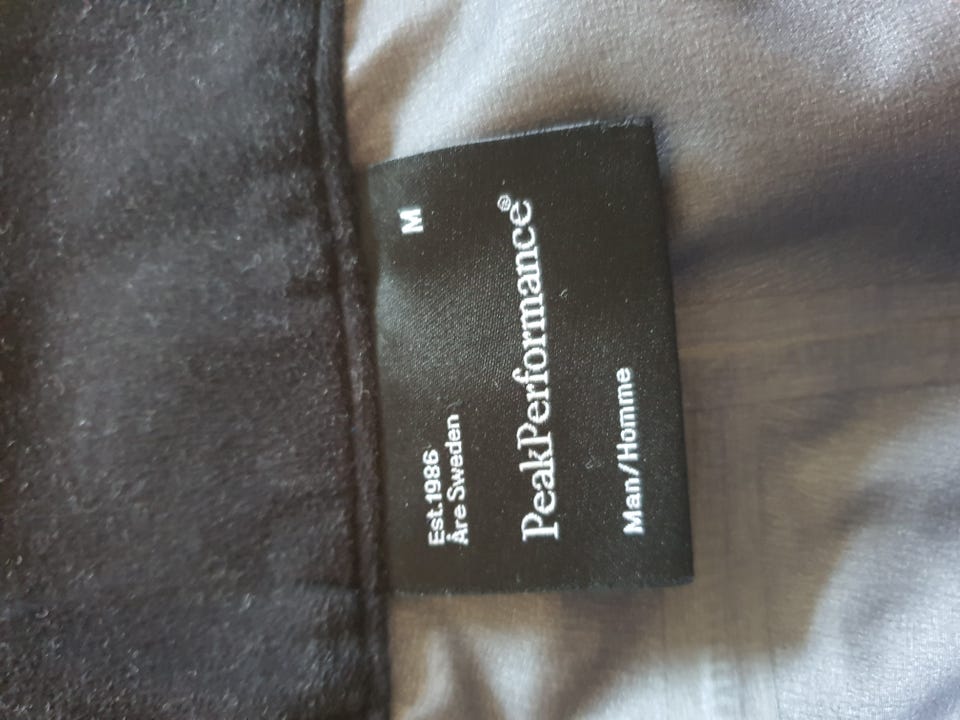 Est.1986
Åre Sweden
M
PeakPerformance®
Man/Homme